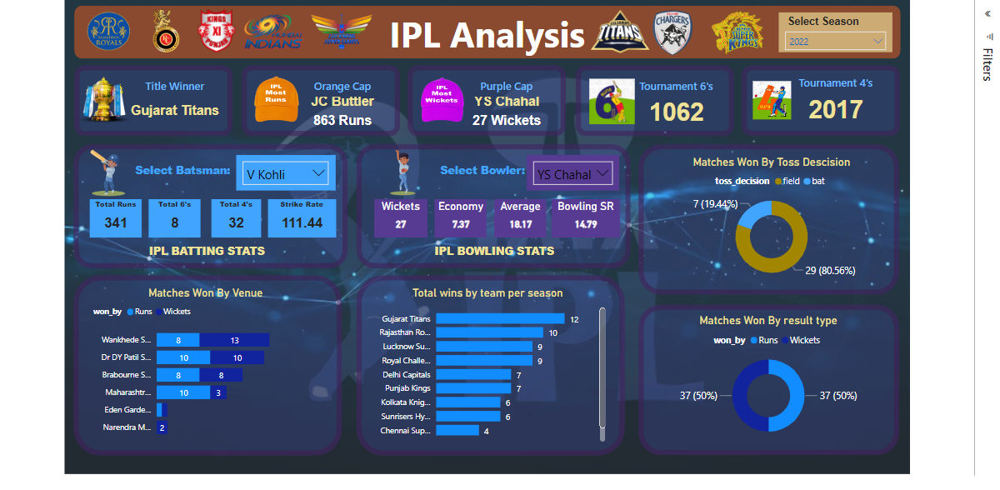 RAJASTHAN
ROYALS
KINGS
XI
PUNJAB
MUMBAI
INDIANS
IPL Analysis
TITANS
CHARGERS
SUPER
KINGS
Select Season
2022
Filters
Title Winner
Gujarat Titans
IPL
Most
Runs
Orange Cap
JC Buttler
863 Runs
IPL
Most
Wickets
Purple Cap
YS Chahal
27 Wickets
6
Tournament 6's
1062
4
Tournament 4's
2017
Select Batsman:
V Kohli
Total Runs
341
Total 6's
8
Total 4's
32
Strike Rate
111.44
IPL BATTING STATS
Select Bowler:
YS Chahal
Wickets
27
Economy
7.37
Average
18.17
Bowling SR
14.79
IPL BOWLING STATS
Matches Won By Toss Descision
toss_decision field bat
7 (19.44%)
29 (80.56%)
Matches Won By Venue
won_by Runs Wickets
Wankhede S... 8 13
Dr DY Patil S... 10 10
Brabourne S... 8 8
Maharashtr... 10 3
Eden Garde...
Narendra M... 2
Total wins by team per season
Gujarat Titans 12
Rajasthan Ro... 10
Lucknow Su... 9
Royal Challe... 9
Delhi Capitals 7
Punjab Kings 7
Kolkata Knig... 6
Sunrisers Hy... 6
Chennai Sup... 4
Matches Won By result type
won_by Runs Wickets
37 (50%)
37 (50%)
IPL